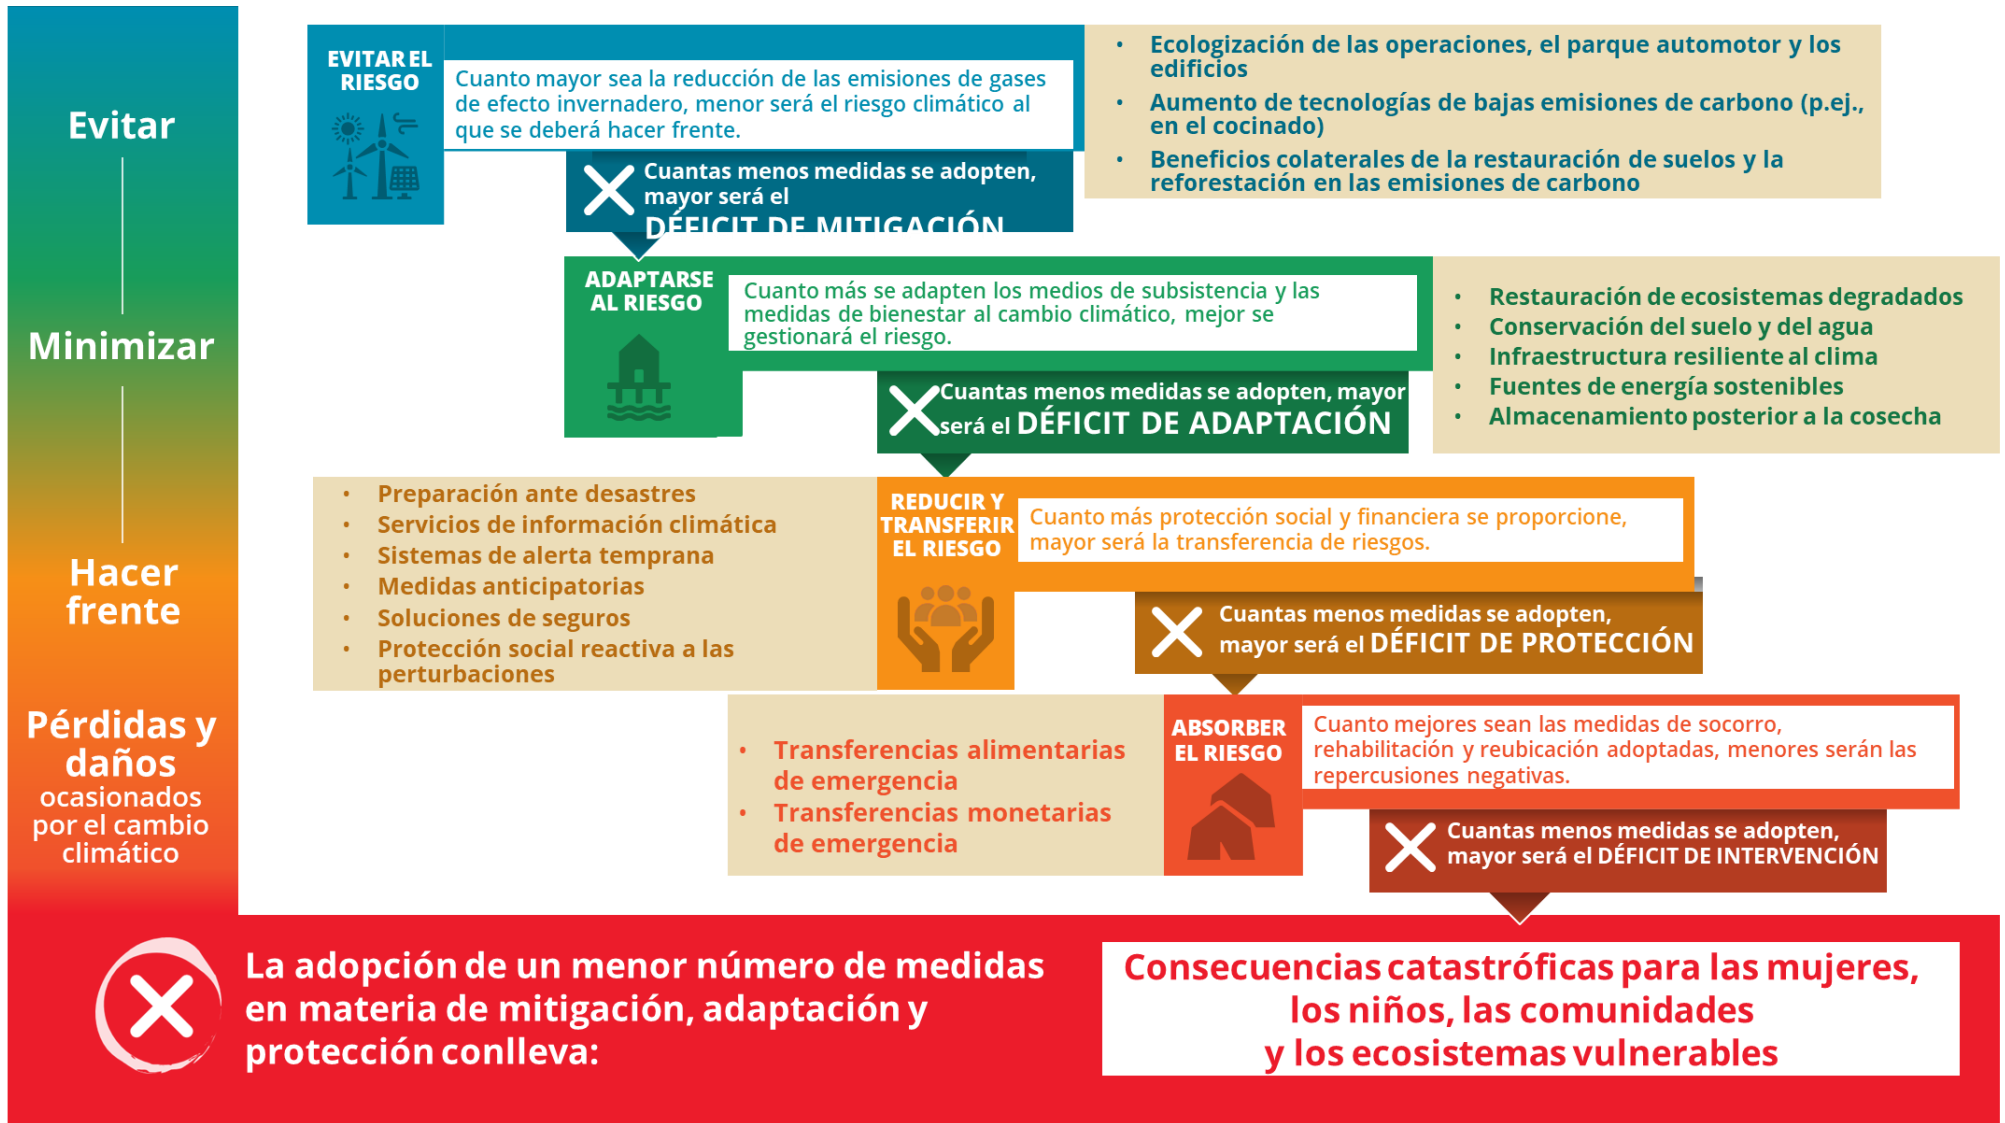 Evitar
Minimizar
Hacer
frente
Pérdidas y
daños
ocasionados
por el cambio
climático
EVITAR EL
RIESGO
Cuanto mayor sea la reducción de las emisiones de gases
de efecto invernadero, menor será el riesgo climático al
que se deberá hacer frente.
Cuantas menos medidas se adopten,
mayor será el
DÉFICIT DE MITIGACIÓN
• Ecologización de las operaciones, el parque automotor y los
edificios
• Aumento de tecnologías de bajas emisiones de carbono (p.ej.,
en el cocinado)
• Beneficios colaterales de la restauración de suelos y la
reforestación en las emisiones de carbono
ADAPTARSE
AL RIESGO
Cuanto más se adapten los medios de subsistencia y las
medidas de bienestar al cambio climático, mejor se
gestionará el riesgo.
Cuantas menos medidas se adopten, mayor
será el DÉFICIT DE ADAPTACIÓN
• Restauración de ecosistemas degradados
• Conservación del suelo y del agua
• Infraestructura resiliente al clima
• Fuentes de energía sostenibles
• Almacenamiento posterior a la cosecha
• Preparación ante desastres
• Servicios de información climática
• Sistemas de alerta temprana
• Medidas anticipatorias
• Soluciones de seguros
• Protección social reactiva a las
perturbaciones
REDUCIR Y
TRANSFERIR
EL RIESGO
Cuanto más protección social y financiera se proporcione,
mayor será la transferencia de riesgos.
Cuantas menos medidas se adopten,
mayor será el DÉFICIT DE PROTECCIÓN
• Transferencias alimentarias
de emergencia
• Transferencias monetarias
de emergencia
ABSORBER
EL RIESGO
Cuanto mejores sean las medidas de socorro,
rehabilitación y reubicación adoptadas, menores serán las
repercusiones negativas.
Cuantas menos medidas se adopten,
mayor será el DÉFICIT DE INTERVENCIÓN
La adopción de un menor número de medidas
en materia de mitigación, adaptación y
protección conlleva:
Consecuencias catastróficas para las mujeres,
los niños, las comunidades
y los ecosistemas vulnerables